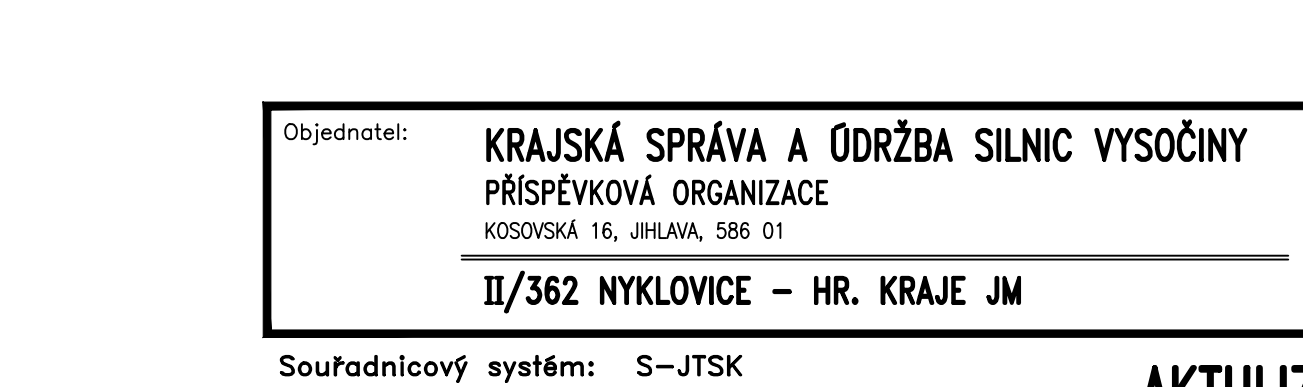 Objednatel: KRAJSKÁ SPRÁVA A ÚDRŽBA SILNIC VYSOČINY
PŘÍSPĚVKOVÁ ORGANIZACE
KOSOVSKÁ 16, JIHLAVA, 586 01
II/362 NYKLOVICE – HR. KRAJE JM
Souřadnicový systém: S–JTSK